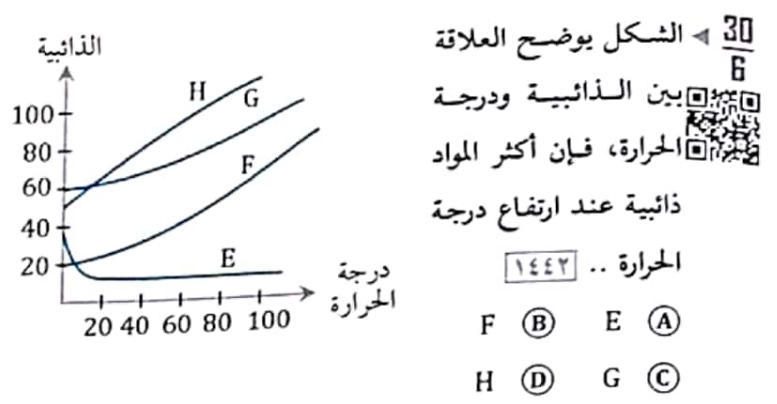 30
6
◀ الشكل يوضح العلاقة
بين الذائبية ودرجة
الحرارة، فإن أكثر المواد
ذائبية عند ارتفاع درجة
الحرارة .. ١٤٤٢
E Ⓐ
F Ⓑ
G Ⓒ
H Ⓓ
الذائبية
100
80
60
40
20
H
G
F
E
20 40 60 80 100
درجة
الحرارة